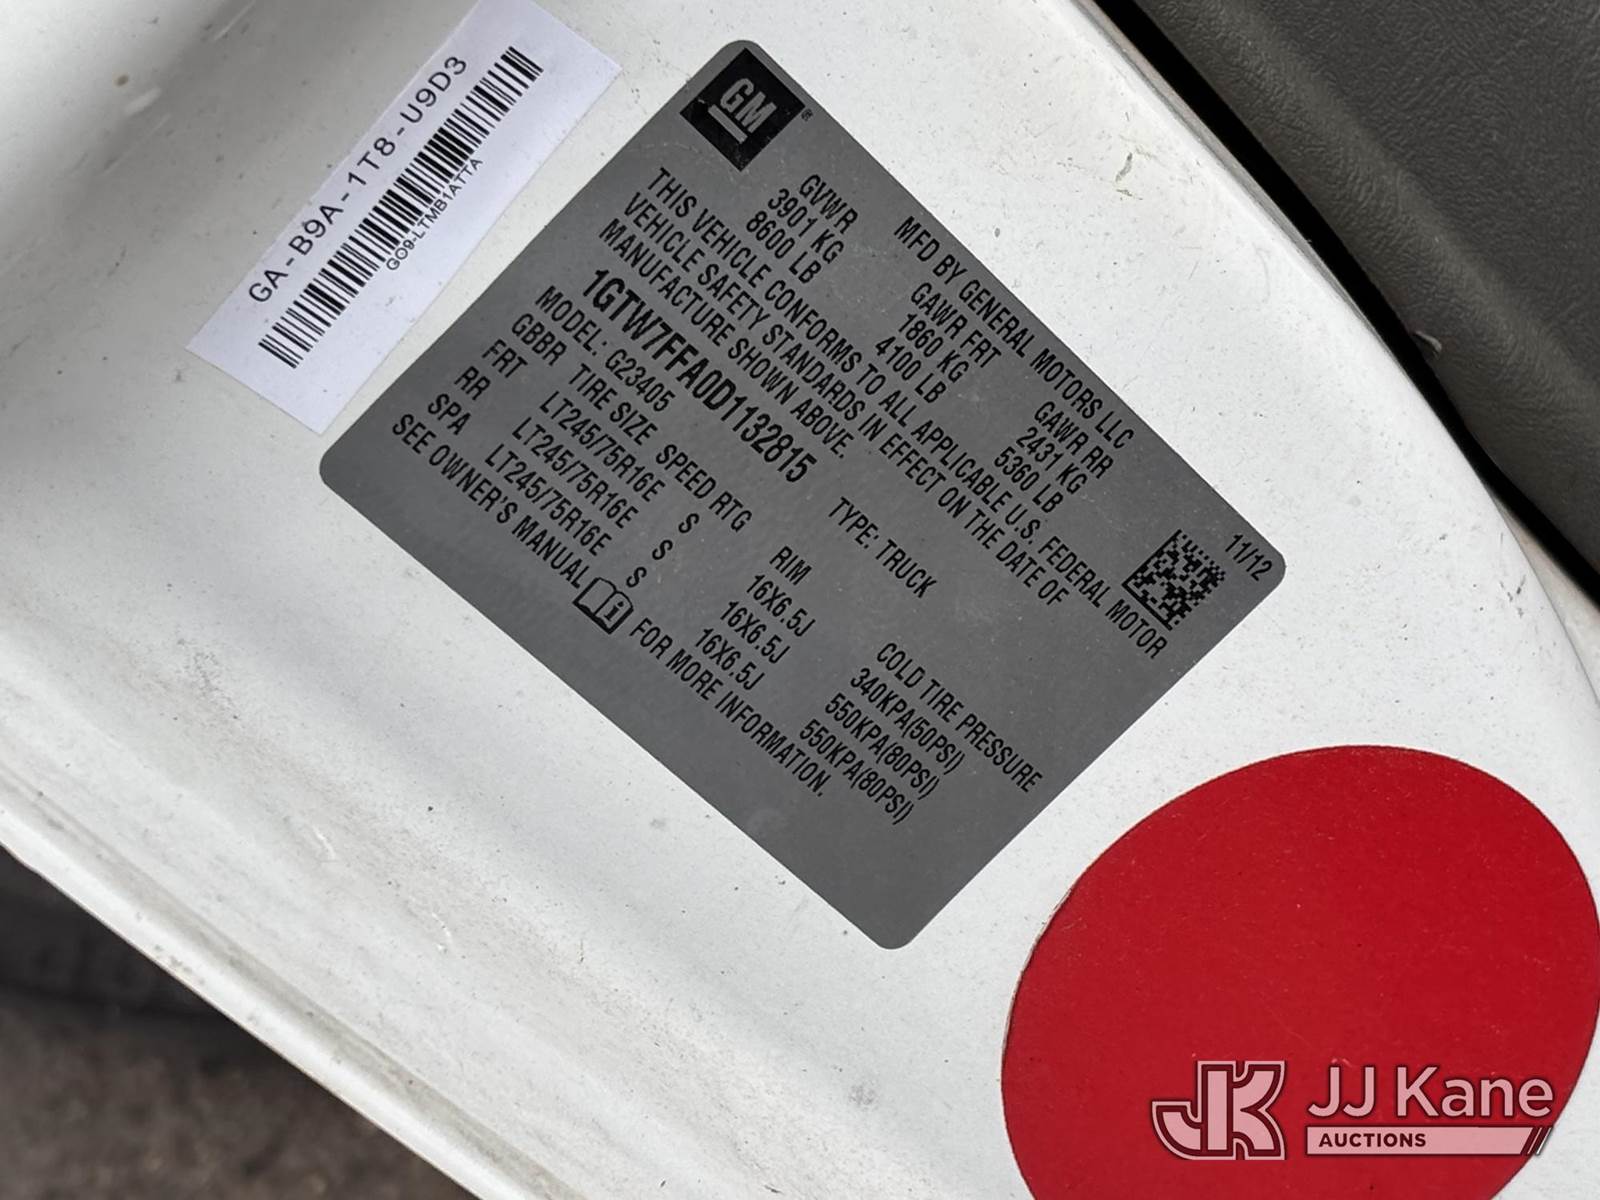 GA-B9A-1T8-U9D3
GO9-LTMB1ATTA
GM
MFD BY GENERAL MOTORS LLC 11/12
GVWR GAWR FRT GAWR RR
3901 KG 1860 KG 2431 KG
8600 LB 4100 LB 5360 LB
THIS VEHICLE CONFORMS TO ALL APPLICABLE U.S. FEDERAL MOTOR
VEHICLE SAFETY STANDARDS IN EFFECT ON THE DATE OF
MANUFACTURE SHOWN ABOVE.
1GTW7FFA0D1132815 TYPE: TRUCK
MODEL: G23405
GBBR TIRE SIZE SPEED RTG RIM COLD TIRE PRESSURE
FRT LT245/75R16E S 16X6.5J 340KPA(50PSI)
RR LT245/75R16E S 16X6.5J 550KPA(80PSI)
SPA LT245/75R16E S 16X6.5J 550KPA(80PSI)
SEE OWNER'S MANUAL FOR MORE INFORMATION.
JK JJ Kane
AUCTIONS